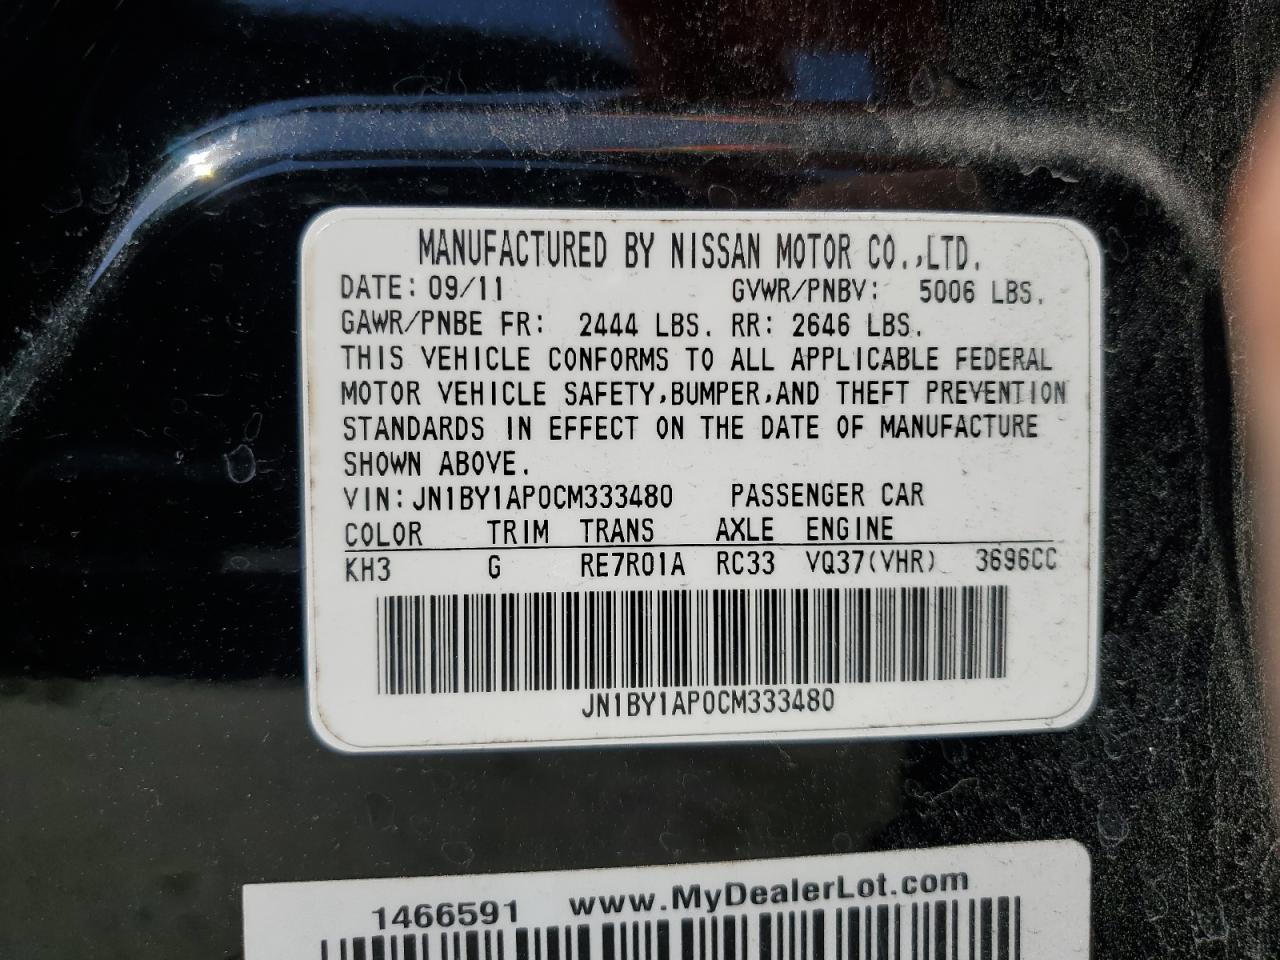 MANUFACTURED BY NISSAN MOTOR CO.,LTD.
DATE: 09/11 GVWR/PNBV: 5006 LBS.
GAWR/PNBE FR: 2444 LBS. RR: 2646 LBS.
THIS VEHICLE CONFORMS TO ALL APPLICABLE FEDERAL
MOTOR VEHICLE SAFETY,BUMPER,AND THEFT PREVENTION
STANDARDS IN EFFECT ON THE DATE OF MANUFACTURE
SHOWN ABOVE.
VIN: JN1BY1AP0CM333480 PASSENGER CAR
COLOR TRIM TRANS AXLE ENGINE
KH3 G RE7R01A RC33 VQ37(VHR) 3696CC
JN1BY1AP0CM333480
1466591 www.MyDealerLot.com